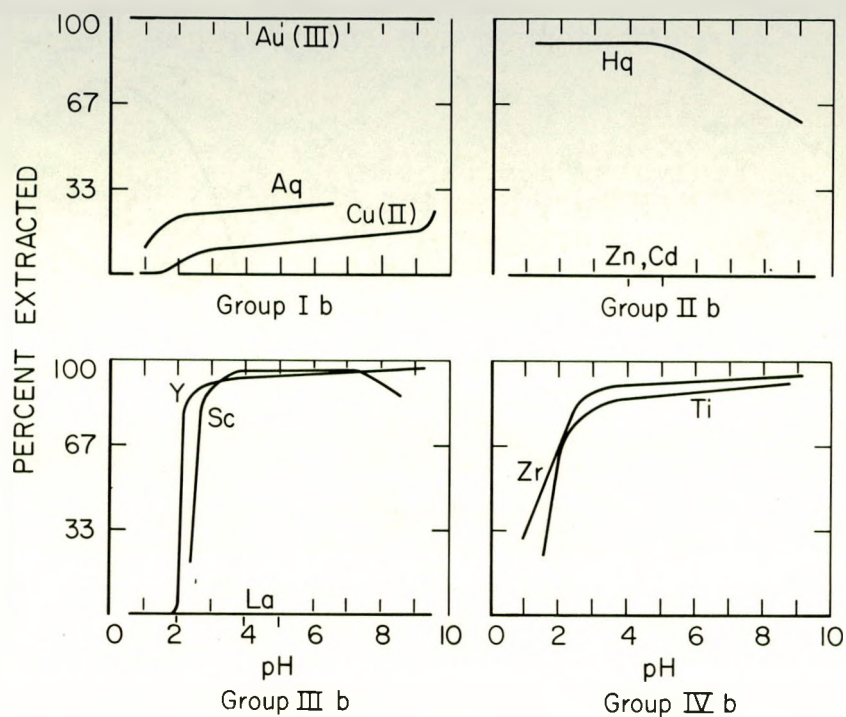 PERCENT EXTRACTED
100
67
33
Au (III)
Aq
Cu (II)
Group I b
Hq
Zn, Cd
Group II b
100
67
33
Y
Sc
La
0 2 4 6 8 10
pH
Group III b
Zr
Ti
0 2 4 6 8 10
pH
Group IV b